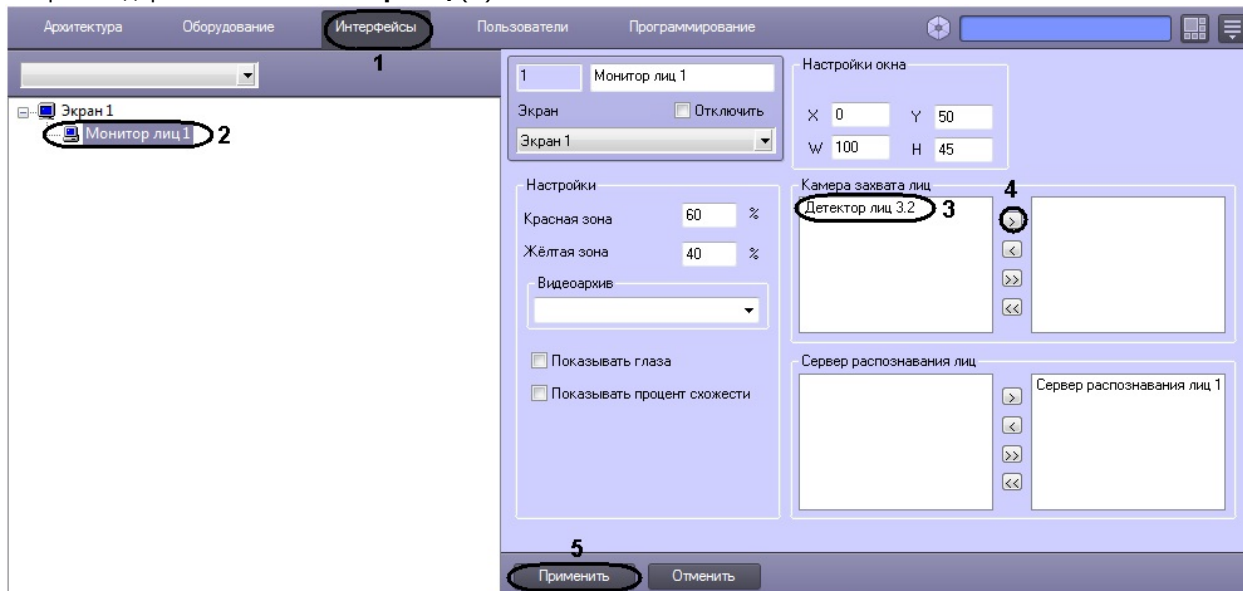 Архитектура Оборудование Интерфейсы Пользователи Программирование
1
Экран 1
Монитор лиц 1 2
1 Монитор лиц 1
Экран Отключить
Экран 1
Настройки окна
X 0 Y 50
W 100 H 45
Настройки
Красная зона 60 %
Жёлтая зона 40 %
Видеоархив
Показывать глаза
Показывать процент схожести
Камера захвата лиц 4
Детектор лиц 3.2 3
>
<
>>
<<
Сервер распознавания лиц
Сервер распознавания лиц 1
>
<
>>
<<
5
Применить Отменить